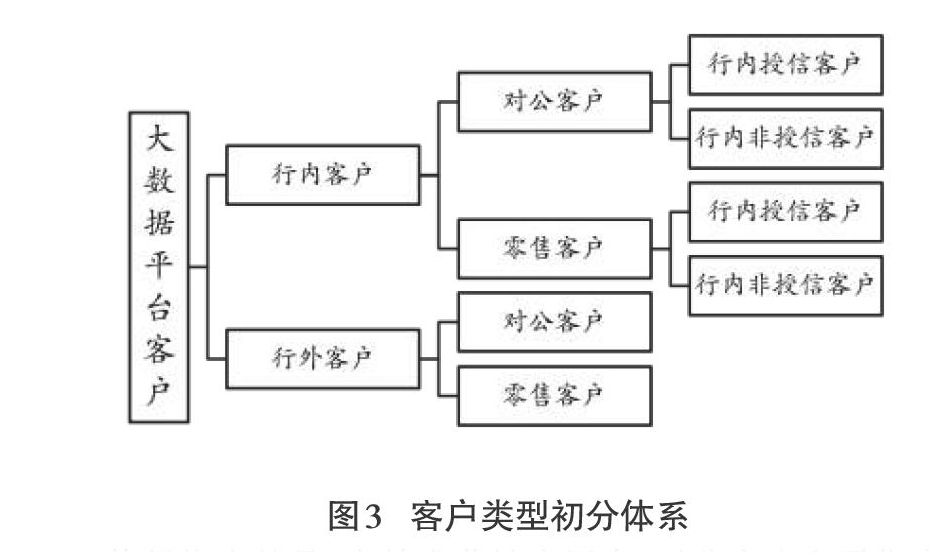 大数据平台客户
行内客户
对公客户
行内授信客户
行内非授信客户
零售客户
行内授信客户
行内非授信客户
行外客户
对公客户
零售客户
图3 客户类型初分体系